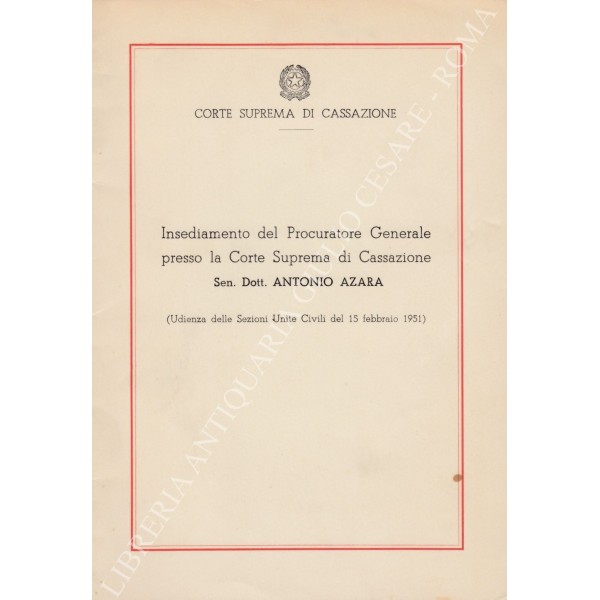 CORTE SUPREMA DI CASSAZIONE
Insediamento del Procuratore Generale
presso la Corte Suprema di Cassazione
Sen. Dott. ANTONIO AZARA
(Udienza delle Sezioni Unite Civili del 15 febbraio 1951)
LIBRERIA ANTIQUARIA GIULIO CESARE - ROMA